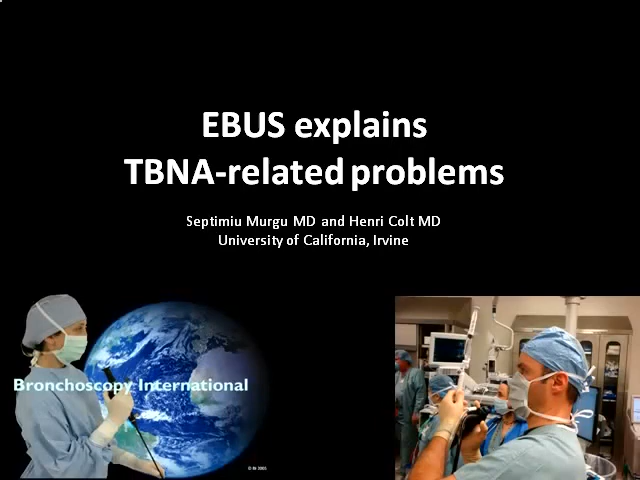 EBUS explains
TBNA-related problems
Septimiu Murgu MD and Henri Colt MD
University of California, Irvine
Bronchoscopy International